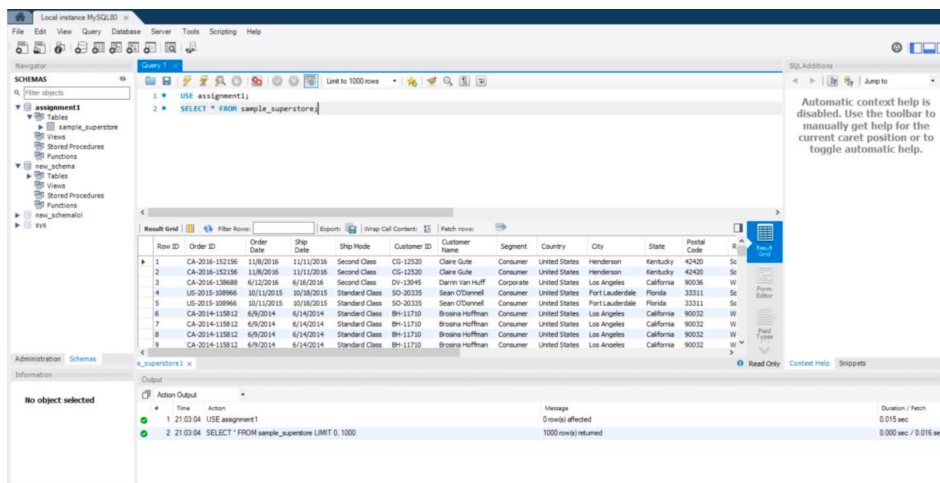 Local instance MySQL80 ×
File Edit View Query Database Server Tools Scripting Help
Navigator
SCHEMAS
Filter objects
assignment1
Tables
sample_superstore
Views
Stored Procedures
Functions
new_schema
Tables
Views
Stored Procedures
Functions
new_schemalol
sys
Administration Schemas
Information
No object selected
Query 1
Limit to 1000 rows
1 USE assignment1;
2 SELECT * FROM sample_superstore;
Result Grid Filter Rows: Export: Wrap Cell Content: Fetch rows:
Row ID Order ID Order Date Ship Date Ship Mode Customer ID Customer Name Segment Country City State Postal Code R
1 CA-2016-152156 11/8/2016 11/11/2016 Second Class CG-12520 Claire Gute Consumer United States Henderson Kentucky 42420 Sc
2 CA-2016-152156 11/8/2016 11/11/2016 Second Class CG-12520 Claire Gute Consumer United States Henderson Kentucky 42420 Sc
3 CA-2016-138688 6/12/2016 6/16/2016 Second Class DV-13045 Darrin Van Huff Corporate United States Los Angeles California 90036 W
4 US-2015-108966 10/11/2015 10/18/2015 Standard Class SO-20335 Sean O'Donnell Consumer United States Fort Lauderdale Florida 33311 Sc
5 US-2015-108966 10/11/2015 10/18/2015 Standard Class SO-20335 Sean O'Donnell Consumer United States Fort Lauderdale Florida 33311 Sc
6 CA-2014-115812 6/9/2014 6/14/2014 Standard Class BH-11710 Brosina Hoffman Consumer United States Los Angeles California 90032 W
7 CA-2014-115812 6/9/2014 6/14/2014 Standard Class BH-11710 Brosina Hoffman Consumer United States Los Angeles California 90032 W
8 CA-2014-115812 6/9/2014 6/14/2014 Standard Class BH-11710 Brosina Hoffman Consumer United States Los Angeles California 90032 W
9 CA-2014-115812 6/9/2014 6/14/2014 Standard Class BH-11710 Brosina Hoffman Consumer United States Los Angeles California 90032 W
Result Grid
Form Editor
Field Types
e_superstore1 × Read Only
SQLAdditions
Jump to
Automatic context help is
disabled. Use the toolbar to
manually get help for the
current caret position or to
toggle automatic help.
Context Help Snippets
Output
Action Output
# Time Action Message Duration / Fetch
1 21:03:04 USE assignment1 0 row(s) affected 0.015 sec
2 21:03:04 SELECT * FROM sample_superstore LIMIT 0, 1000 1000 row(s) returned 0.000 sec / 0.016 se